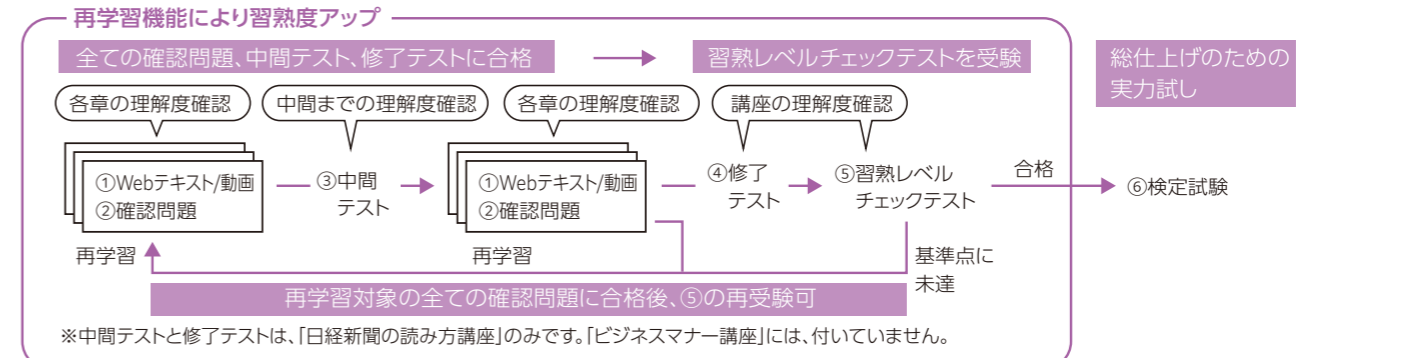 再学習機能により習熟度アップ
全ての確認問題、中間テスト、修了テストに合格
習熟レベルチェックテストを受験
総仕上げのための
実力試し
各章の理解度確認
中間までの理解度確認
各章の理解度確認
講座の理解度確認
①Webテキスト/動画
②確認問題
③中間
テスト
①Webテキスト/動画
②確認問題
④修了
テスト
⑤習熟レベル
チェックテスト
合格
⑥検定試験
再学習
再学習
基準点に
未達
再学習対象の全ての確認問題に合格後、⑤の再受験可
※中間テストと修了テストは、「日経新聞の読み方講座」のみです。「ビジネスマナー講座」には、付いていません。